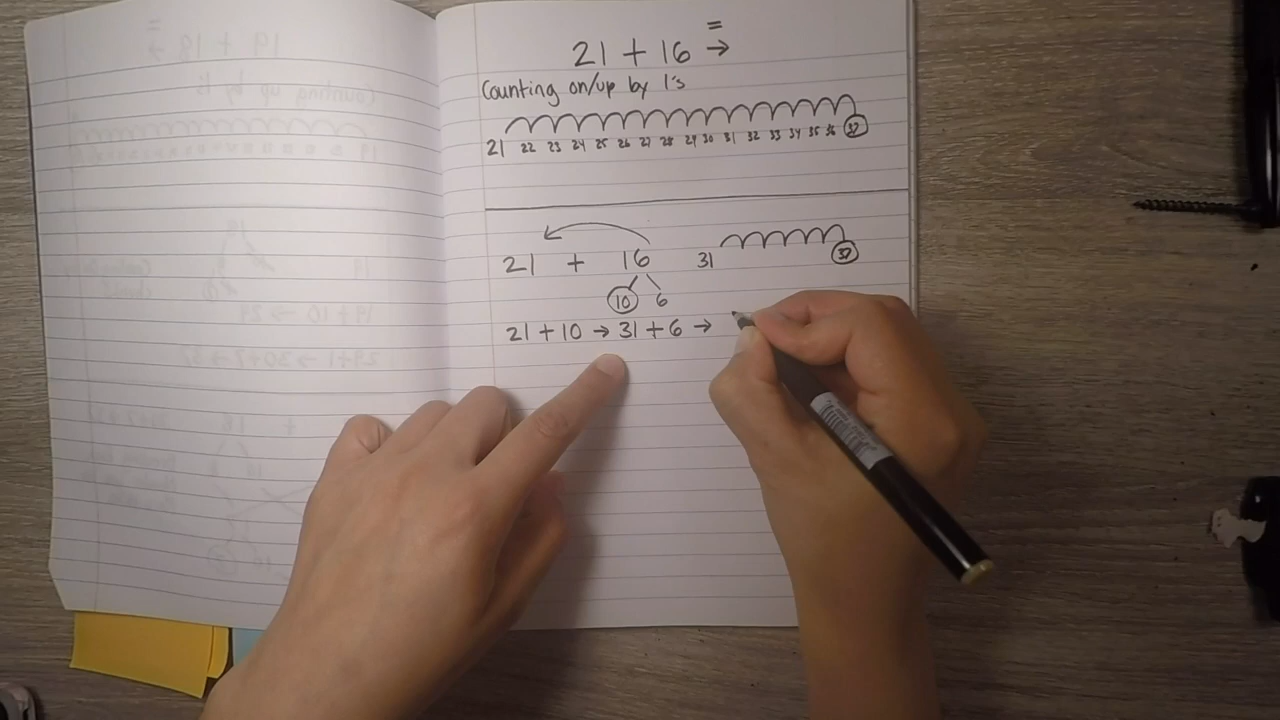 =
21 + 16 →
Counting on/up by 1's
21 22 23 24 25 26 27 28 29 30 31 32 33 34 35 36 37
21 + 16 31 37
10 6
21 + 10 → 31 + 6 →